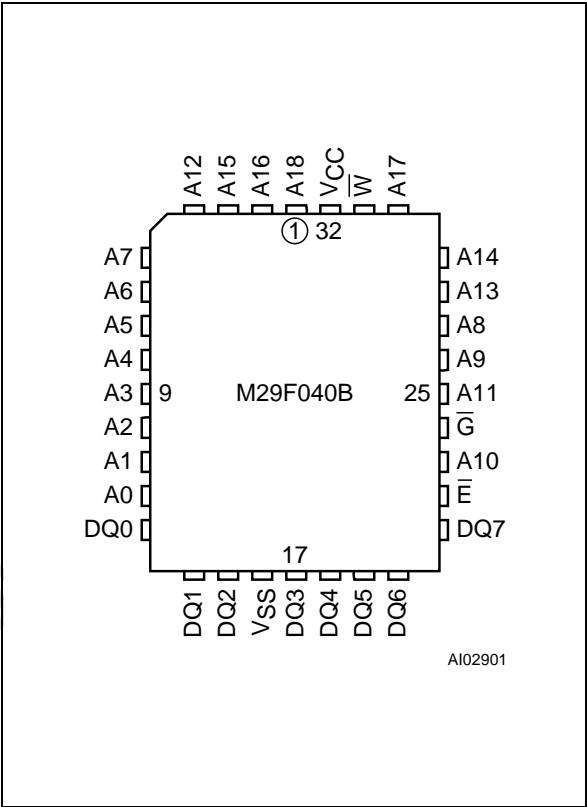 A12 A15 A16 A18 VCC W̅ A17
① 32
A7 A14
A6 A13
A5 A8
A4 A9
A3 9 M29F040B 25 A11
A2 G̅
A1 A10
A0 E̅
DQ0 DQ7
17
DQ1 DQ2 VSS DQ3 DQ4 DQ5 DQ6
AI02901